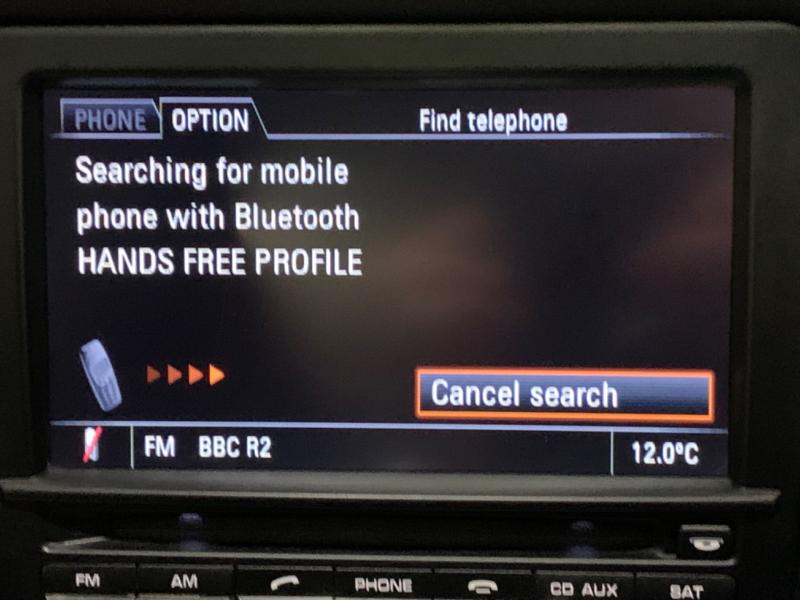 PHONE OPTION Find telephone
Searching for mobile
phone with Bluetooth
HANDS FREE PROFILE
Cancel search
FM BBC R2 12.0°C
FM AM PHONE CD AUX SAT